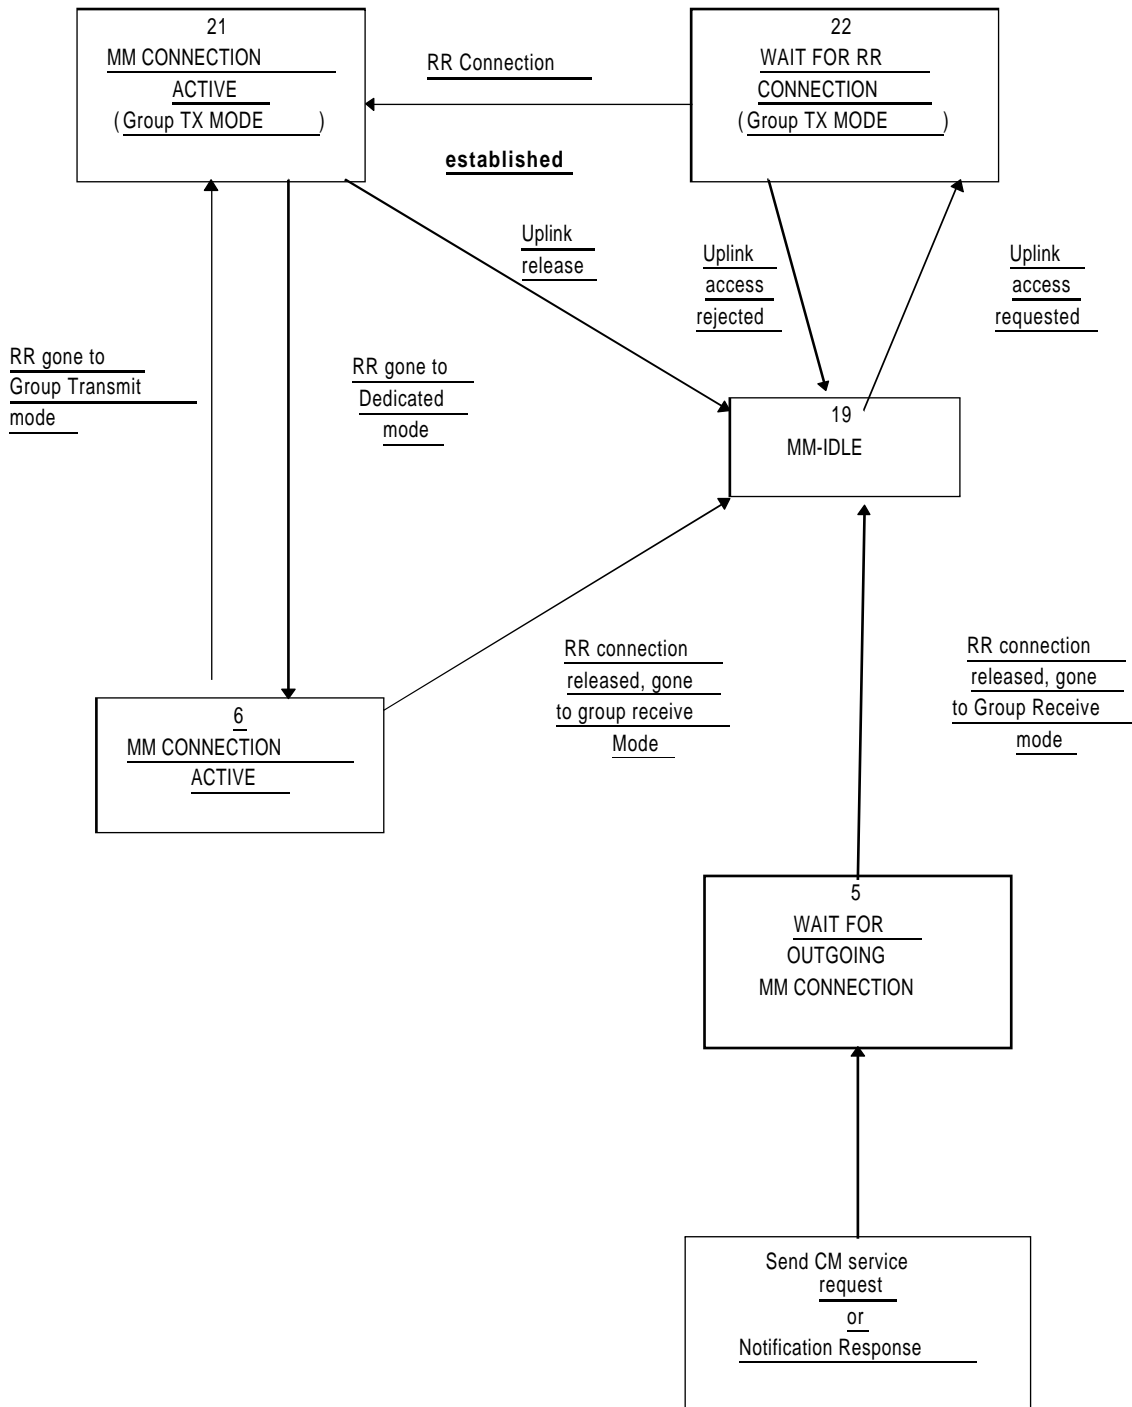 21
MM CONNECTION
ACTIVE
(Group TX MODE )
22
WAIT FOR RR
CONNECTION
(Group TX MODE )
RR Connection
established
Uplink
release
Uplink
access
rejected
Uplink
access
requested
RR gone to
Group Transmit
mode
RR gone to
Dedicated
mode
19
MM-IDLE
RR connection
released, gone
to group receive
Mode
RR connection
released, gone
to Group Receive
mode
6
MM CONNECTION
ACTIVE
5
WAIT FOR
OUTGOING
MM CONNECTION
Send CM service
request
or
Notification Response